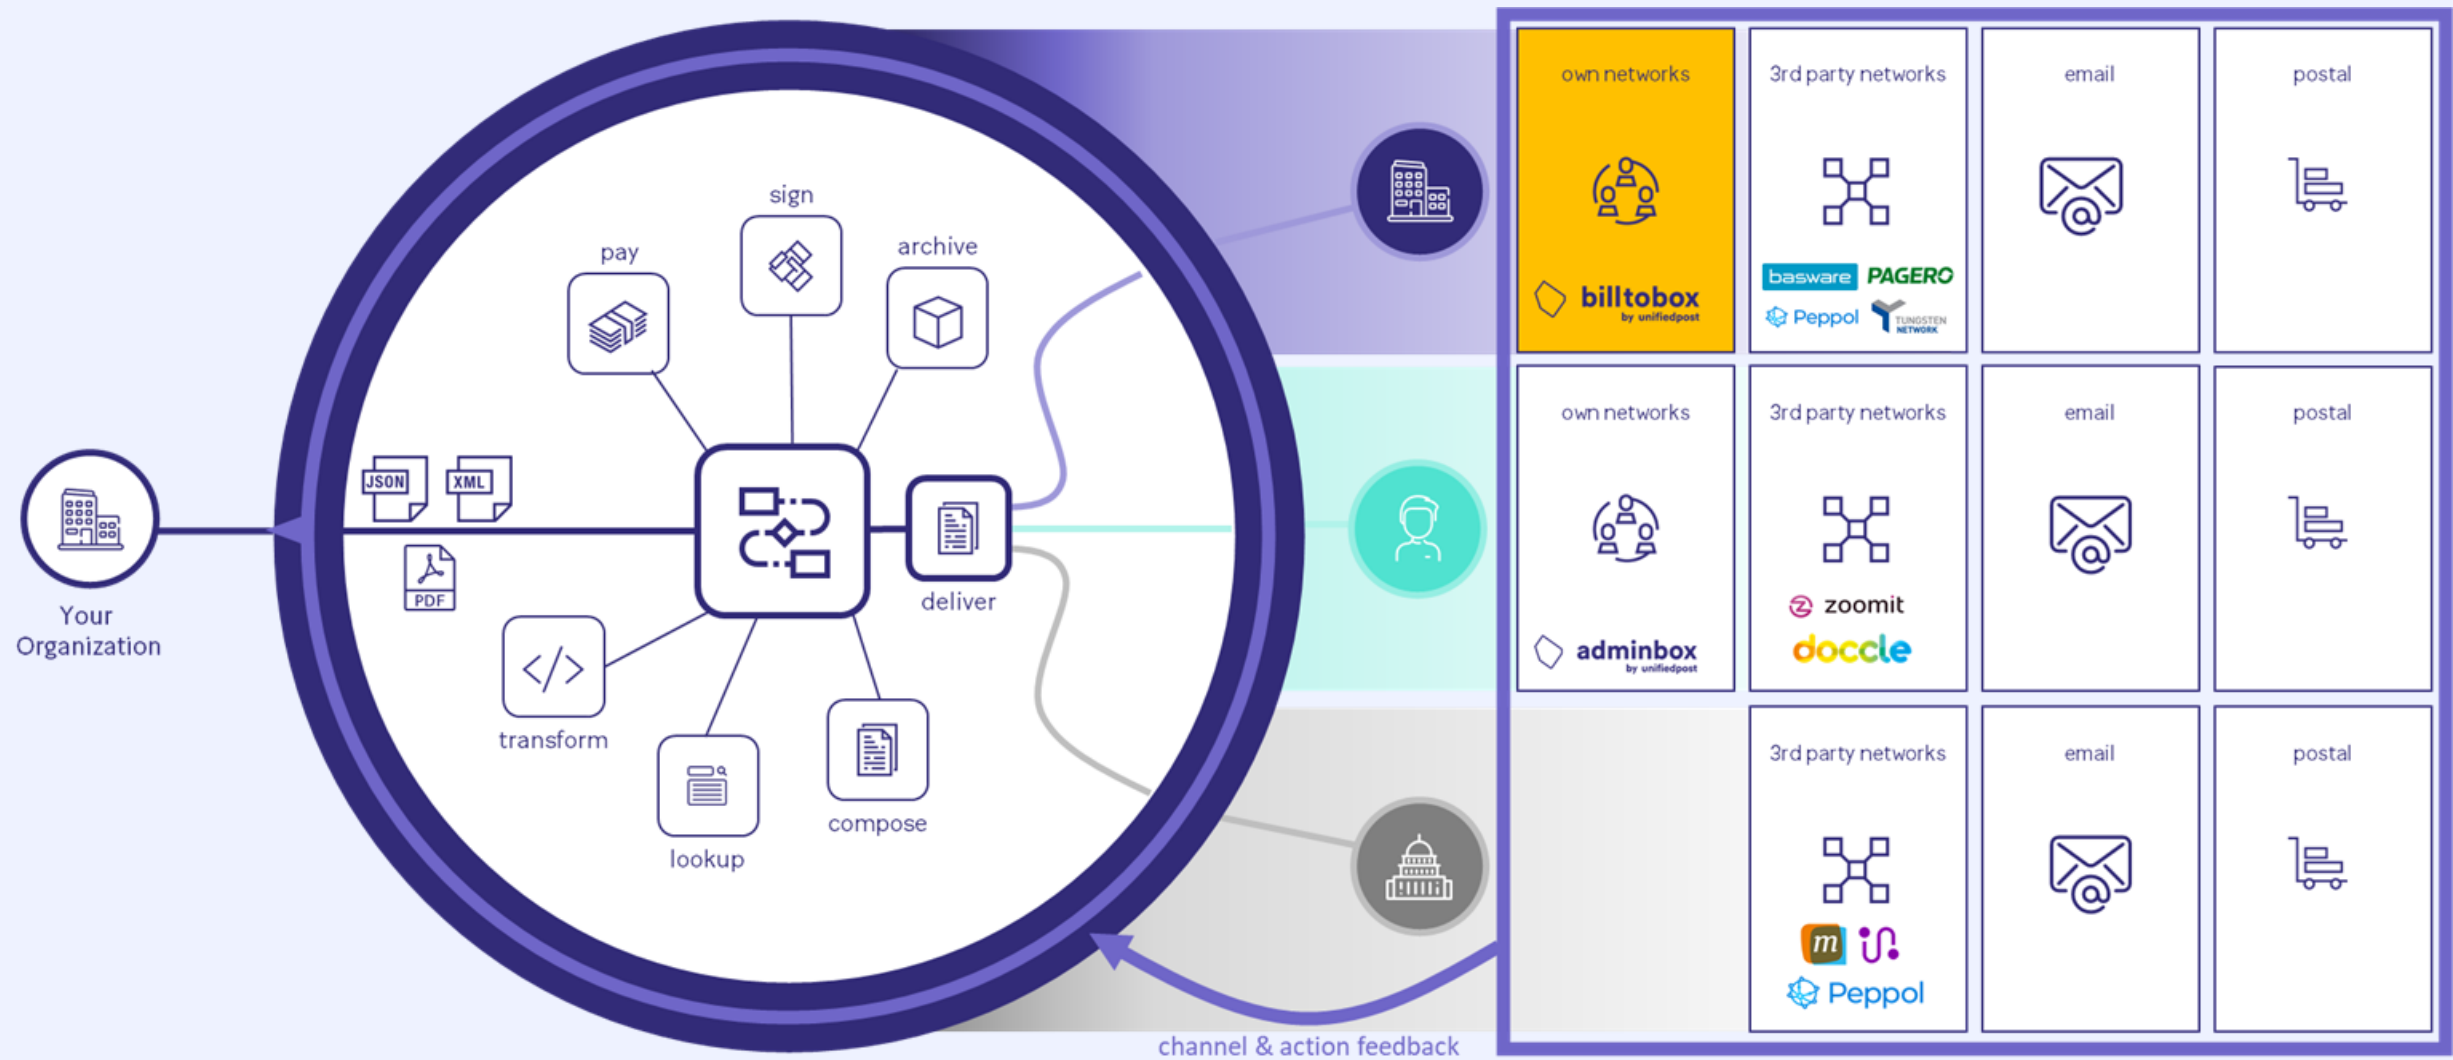 Your
Organization
JSON
XML
PDF
pay
sign
archive
deliver
transform
lookup
compose
own networks
billtobox
by unifiedpost
3rd party networks
basware
PAGERO
Peppol
TUNGSTEN
NETWORK
email
postal
own networks
adminbox
by unifiedpost
3rd party networks
zoomit
doccle
email
postal
3rd party networks
m
Peppol
email
postal
channel & action feedback